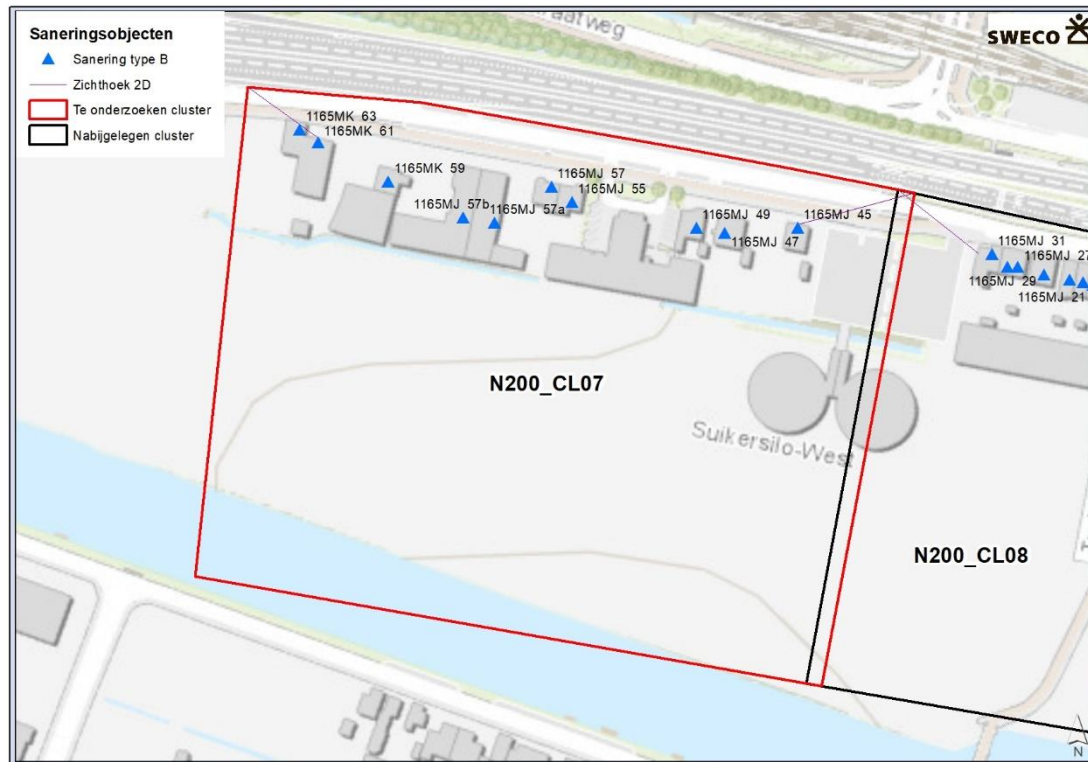 Saneringsobjecten
Sanering type B
Zichthoek 2D
Te onderzoeken cluster
Nabijgelegen cluster
SWECO
1165MK 63
1165MK 61
1165MK 59
1165MJ 57
1165MJ 55
1165MJ 57b
1165MJ 57a
1165MJ 49
1165MJ 47
1165MJ 45
1165MJ 31
1165MJ 27
1165MJ 29
1165MJ 21
N200_CL07
Suikersilo-West
N200_CL08
N